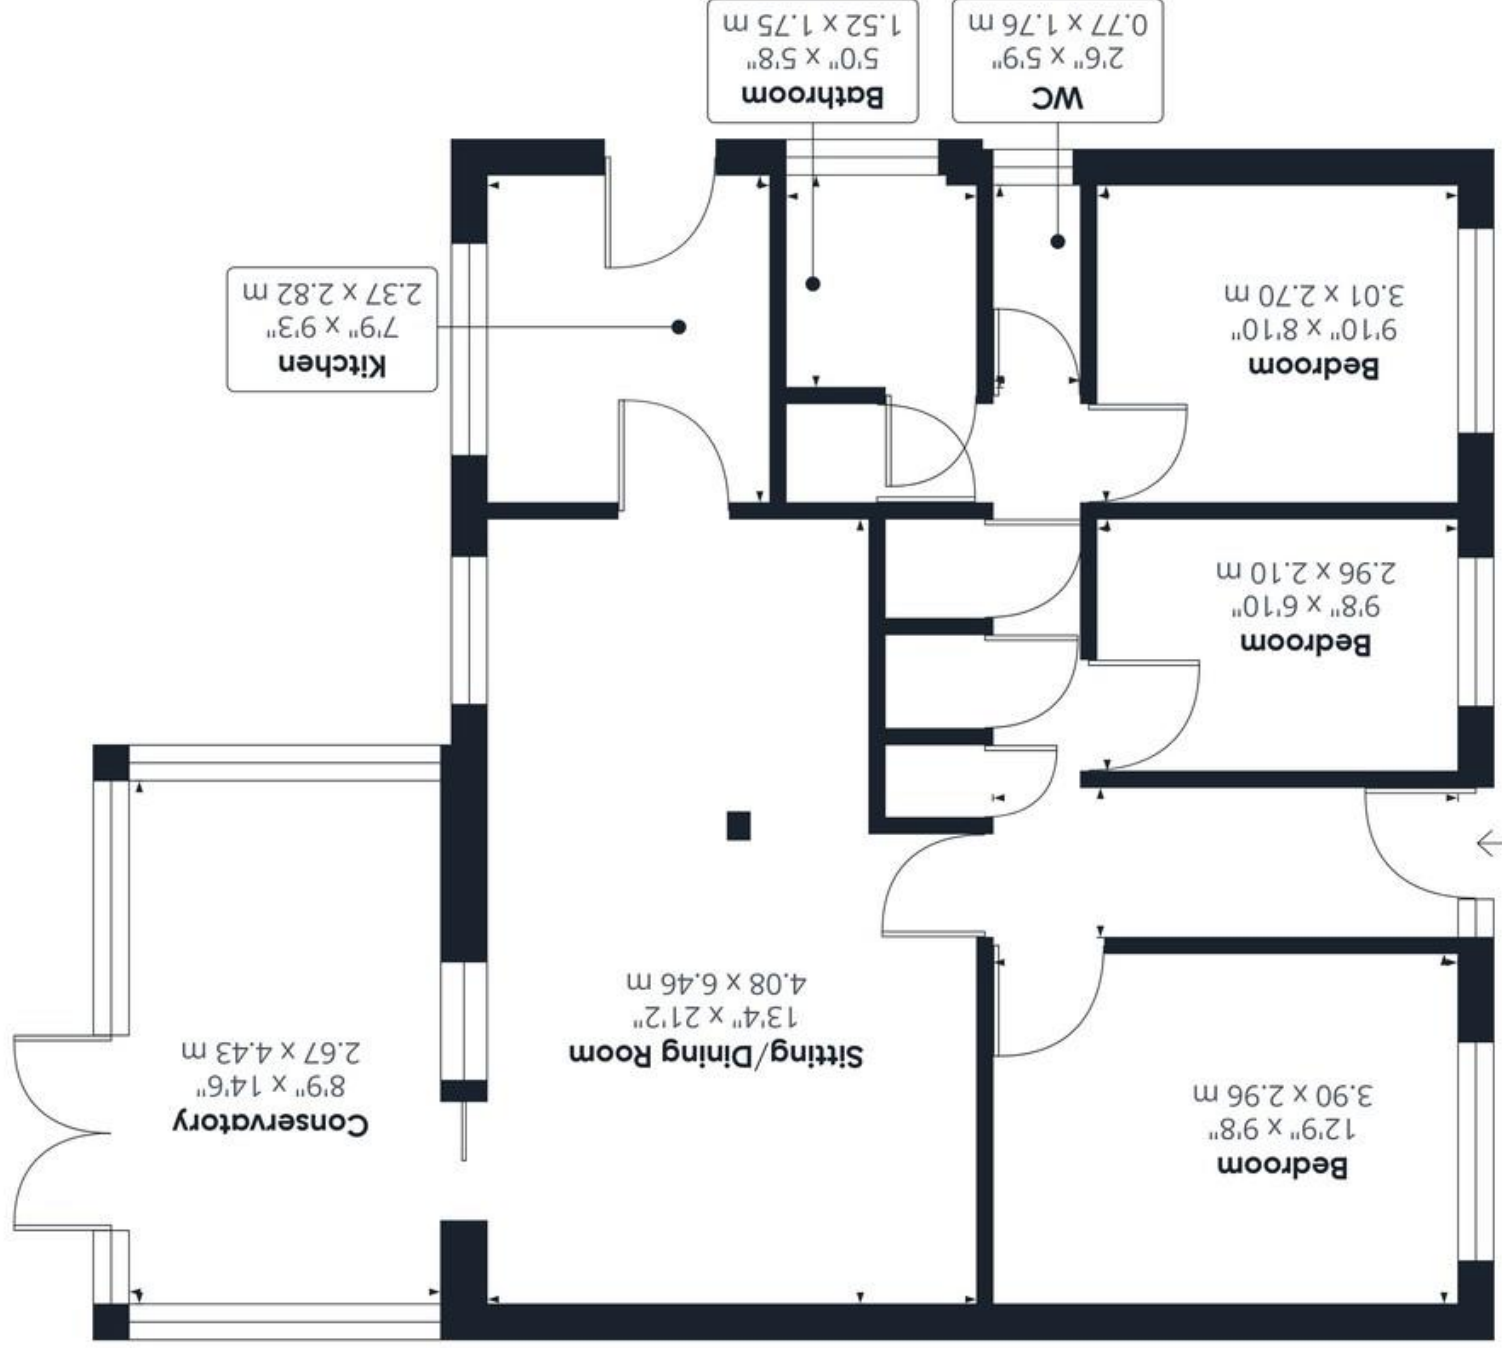 Bedroom
12'9" x 9'8"
3.90 x 2.96 m
Sitting/Dining Room
13'4" x 21'2"
4.08 x 6.46 m
Conservatory
8'9" x 14'6"
2.67 x 4.43 m
Bedroom
9'8" x 6'10"
2.96 x 2.10 m
Bedroom
9'10" x 8'10"
3.01 x 2.70 m
Kitchen
7'9" x 9'3"
2.37 x 2.82 m
WC
2'6" x 5'9"
0.77 x 1.76 m
Bathroom
5'0" x 5'8"
1.52 x 1.75 m